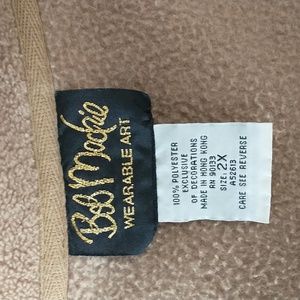 Bob Mackie
WEARABLE ART
100% POLYESTER
EXCLUSIVE
OF DECORATIONS
MADE IN HONG KONG
RN 90133
SIZE: 2X
A52613
CARE SEE REVERSE